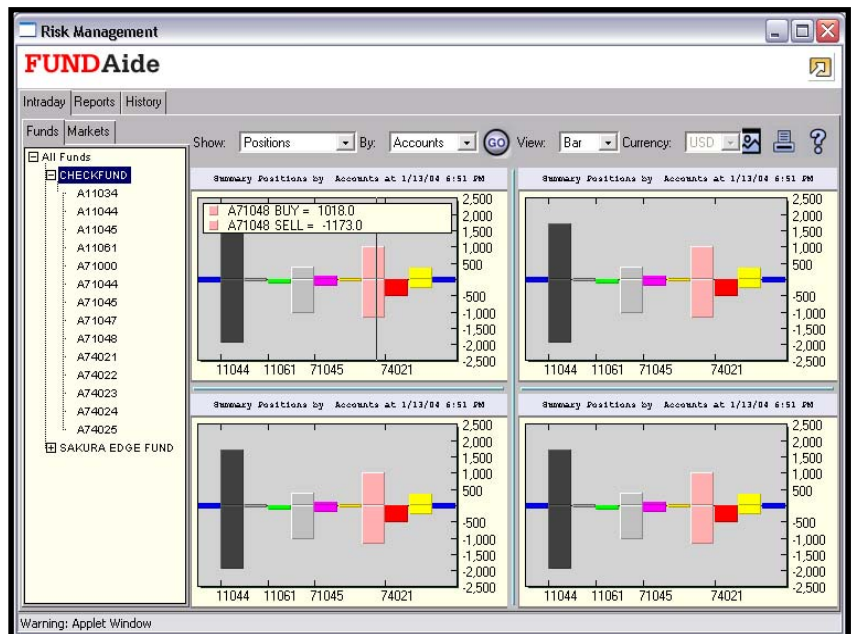 Risk Management
FUNDAide
Intraday Reports History
Funds Markets
Show: Positions By: Accounts GO View: Bar Currency: USD
All Funds
CHECKFUND
A11034
A11044
A11045
A11061
A71000
A71044
A71045
A71047
A71048
A74021
A74022
A74023
A74024
A74025
SAKURA EDGE FUND
Summary Positions by Accounts at 1/13/04 6:51 PM
A71048 BUY = 1018.0
A71048 SELL = -1173.0
2,500
2,000
1,500
1,000
500
-500
-1,000
-1,500
-2,000
-2,500
11044 11061 71045 74021
Summary Positions by Accounts at 1/13/04 6:51 PM
2,500
2,000
1,500
1,000
500
-500
-1,000
-1,500
-2,000
-2,500
11044 11061 71045 74021
Summary Positions by Accounts at 1/13/04 6:51 PM
2,500
2,000
1,500
1,000
500
-500
-1,000
-1,500
-2,000
-2,500
11044 11061 71045 74021
Summary Positions by Accounts at 1/13/04 6:51 PM
2,500
2,000
1,500
1,000
500
-500
-1,000
-1,500
-2,000
-2,500
11044 11061 71045 74021
Warning: Applet Window